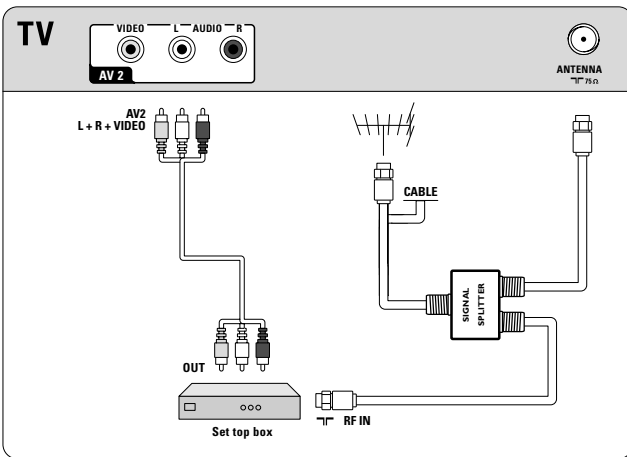 TV
VIDEO L AUDIO R
AV 2
ANTENNA
75 Ω
AV2
L + R + VIDEO
CABLE
SIGNAL
SPLITTER
OUT
RF IN
Set top box